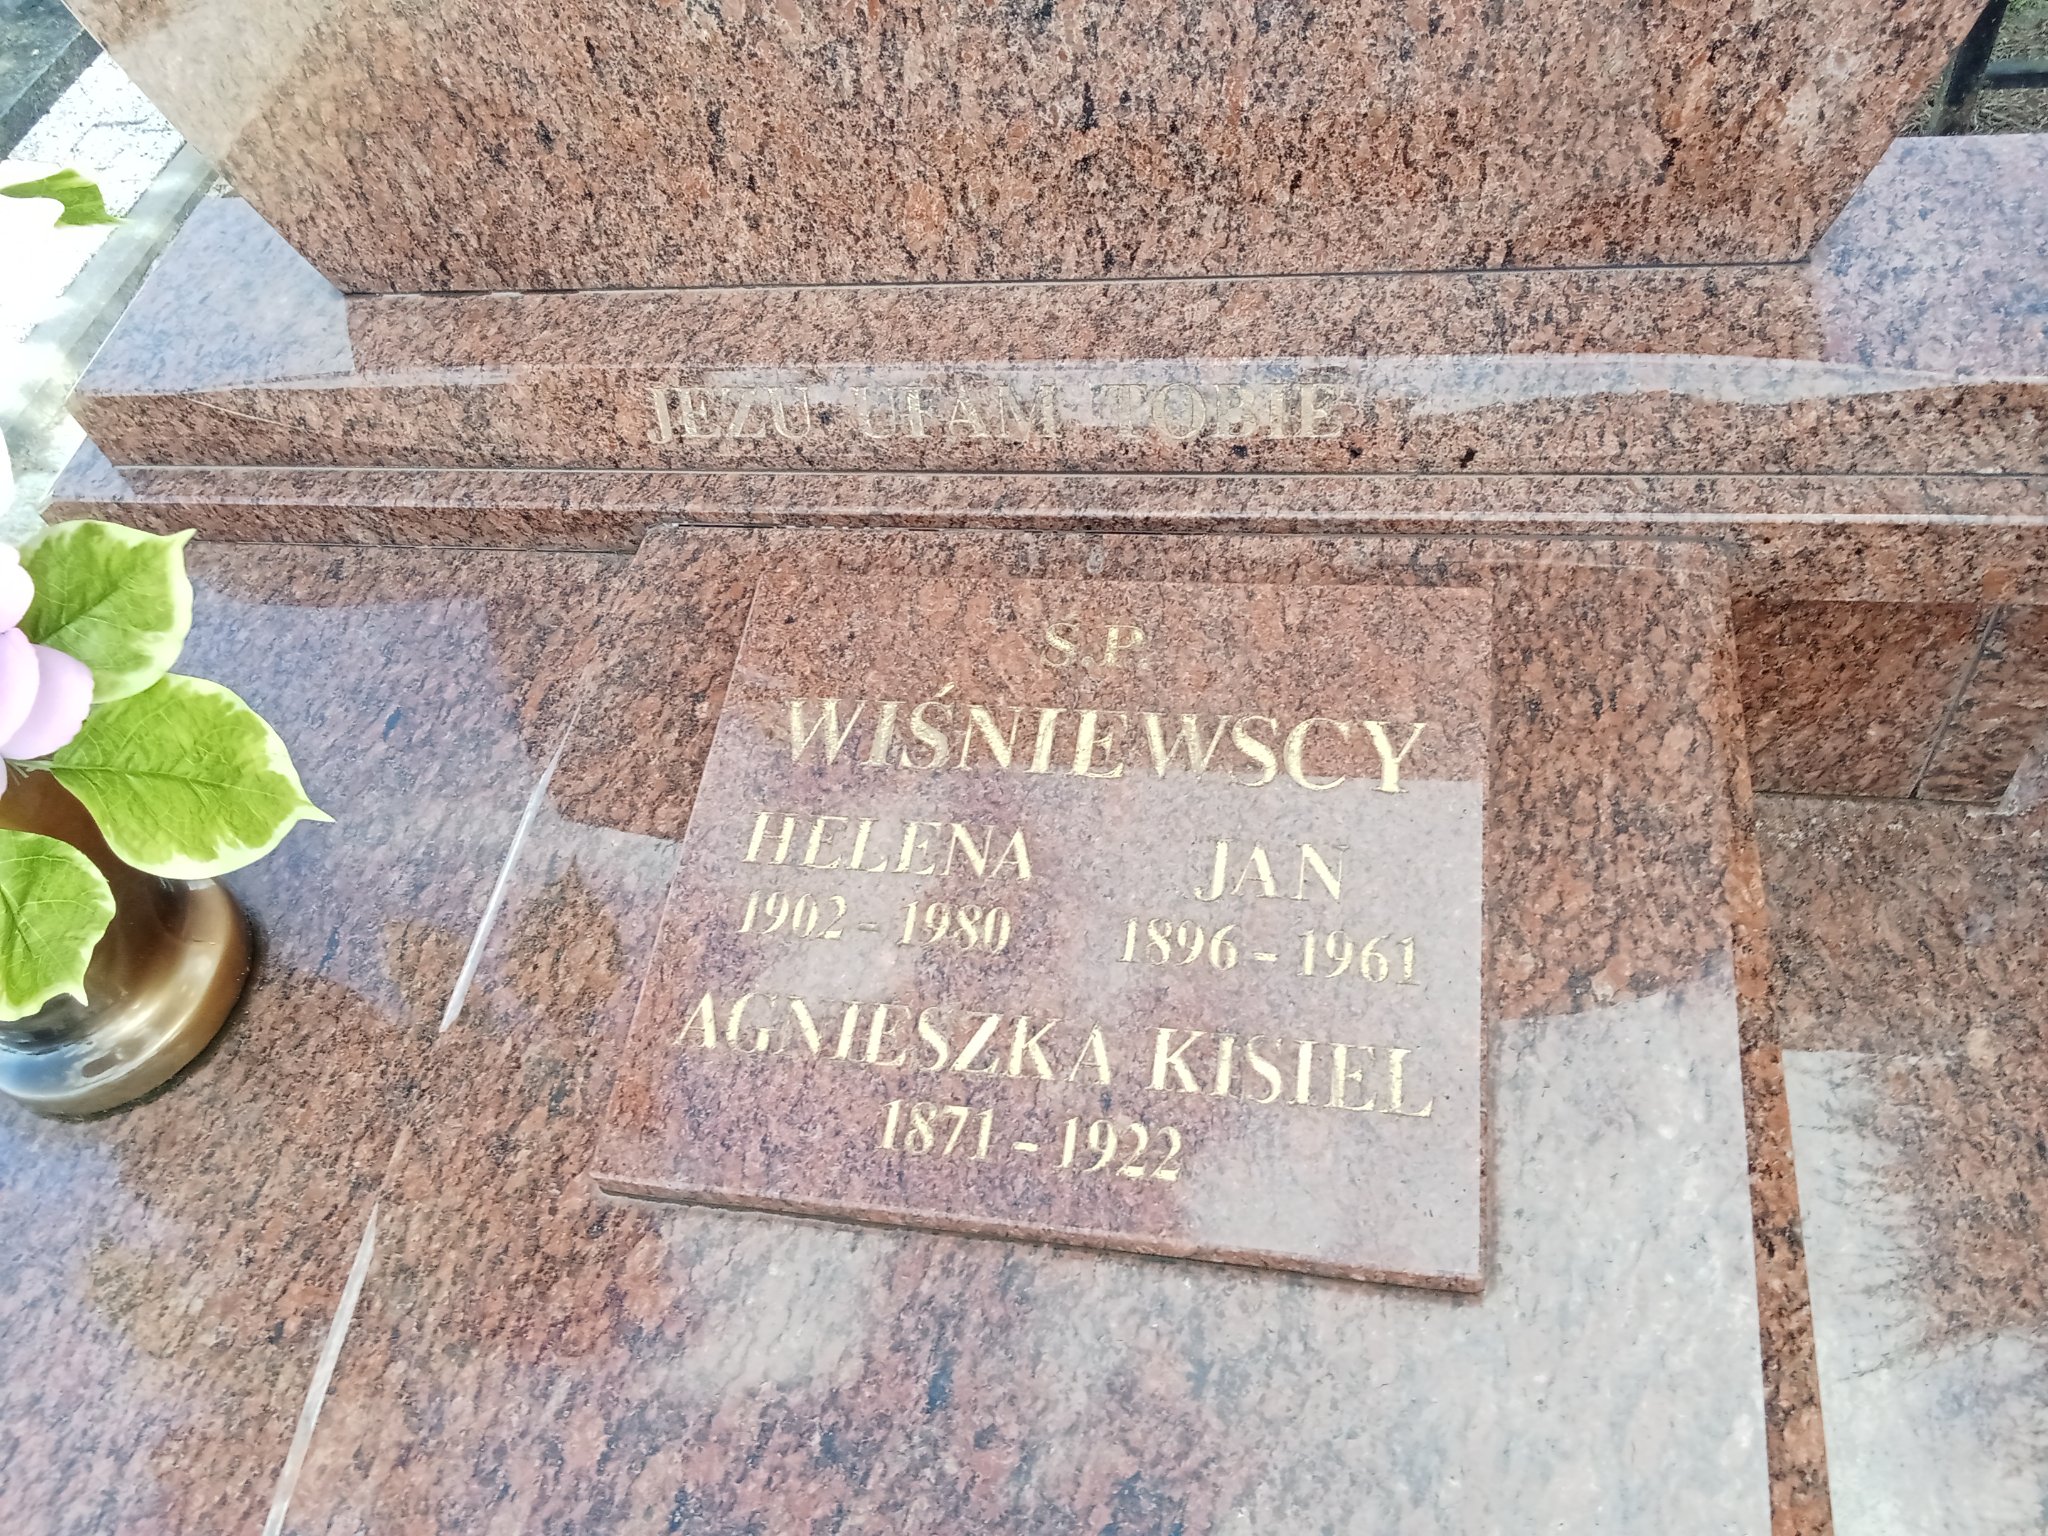 JEZU UFAM TOBIE
Ś.P.
WIŚNIEWSCY
HELENA JAN
1902 - 1980 1896 - 1961
AGNIESZKA KISIEL
1871 - 1922